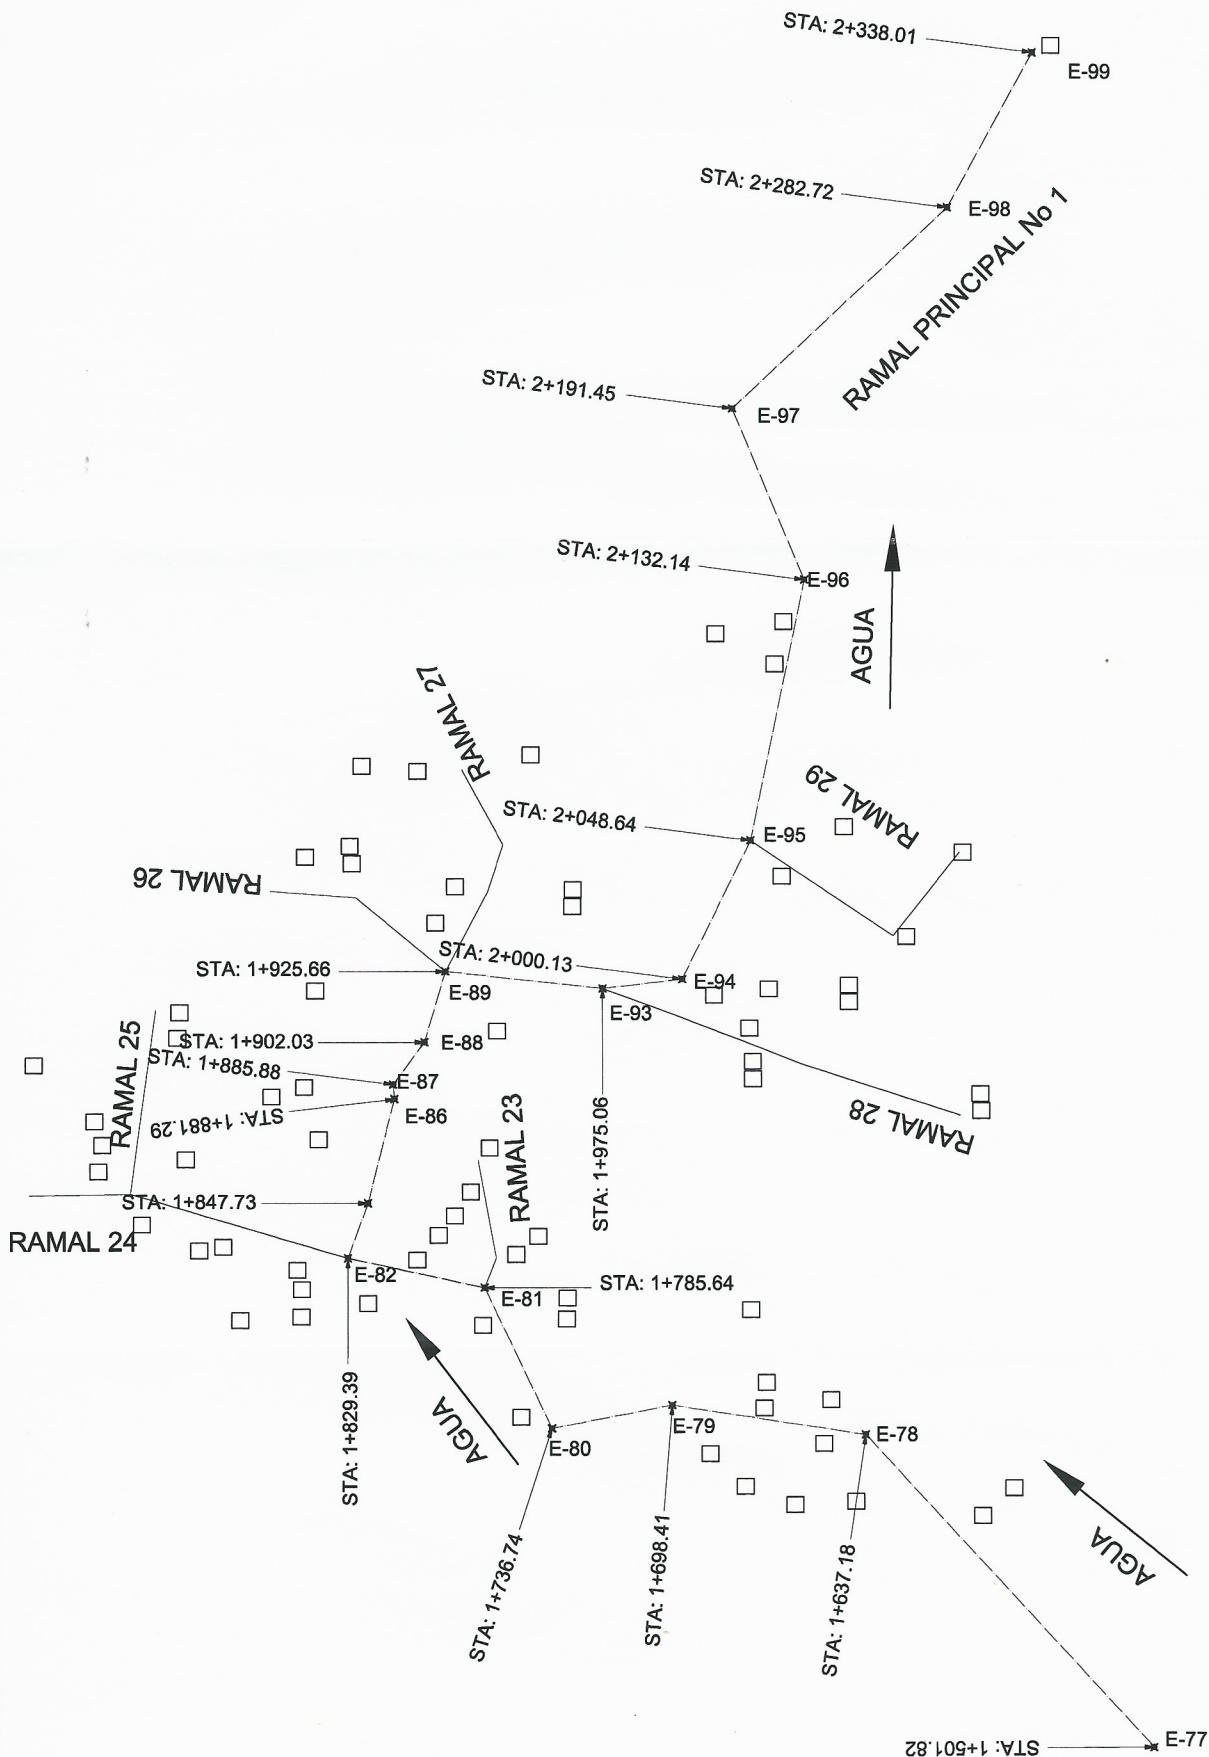 STA: 2+338.01
E-99
STA: 2+282.72
E-98
RAMAL PRINCIPAL No 1
STA: 2+191.45
E-97
STA: 2+132.14
E-96
AGUA
RAMAL 27
RAMAL 29
STA: 2+048.64
E-95
RAMAL 26
STA: 2+000.13
E-94
STA: 1+925.66
E-89
E-93
RAMAL 25
STA: 1+902.03
E-88
STA: 1+885.88
E-87
STA: 1+881.29
E-86
RAMAL 23
STA: 1+975.06
RAMAL 28
STA: 1+847.73
RAMAL 24
E-82
E-81
STA: 1+785.64
STA: 1+829.39
AGUA
E-80
E-79
E-78
STA: 1+736.74
STA: 1+698.41
STA: 1+637.18
AGUA
E-77
STA: 1+501.82